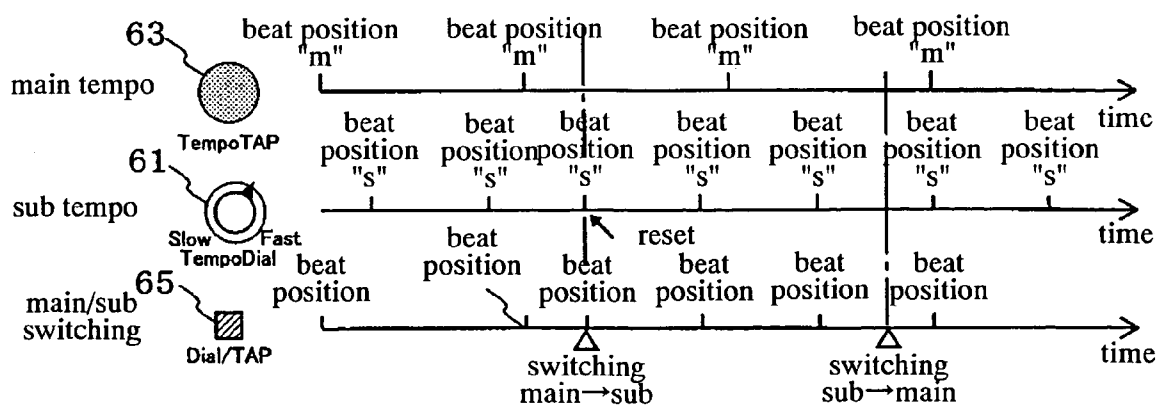 63
beat position
"m"
beat position
"m"
beat position
"m"
beat position
"m"
main tempo
TempoTAP
time
beat
position
"s"
beat
position
"s"
beat
position
"s"
beat
position
"s"
beat
position
"s"
beat
position
"s"
beat
position
"s"
61
sub tempo
Slow Fast
TempoDial
reset
time
beat
position
beat
position
beat
position
beat
position
beat
position
beat
position
65
main/sub
switching
Dial/TAP
time
switching
main→sub
switching
sub→main